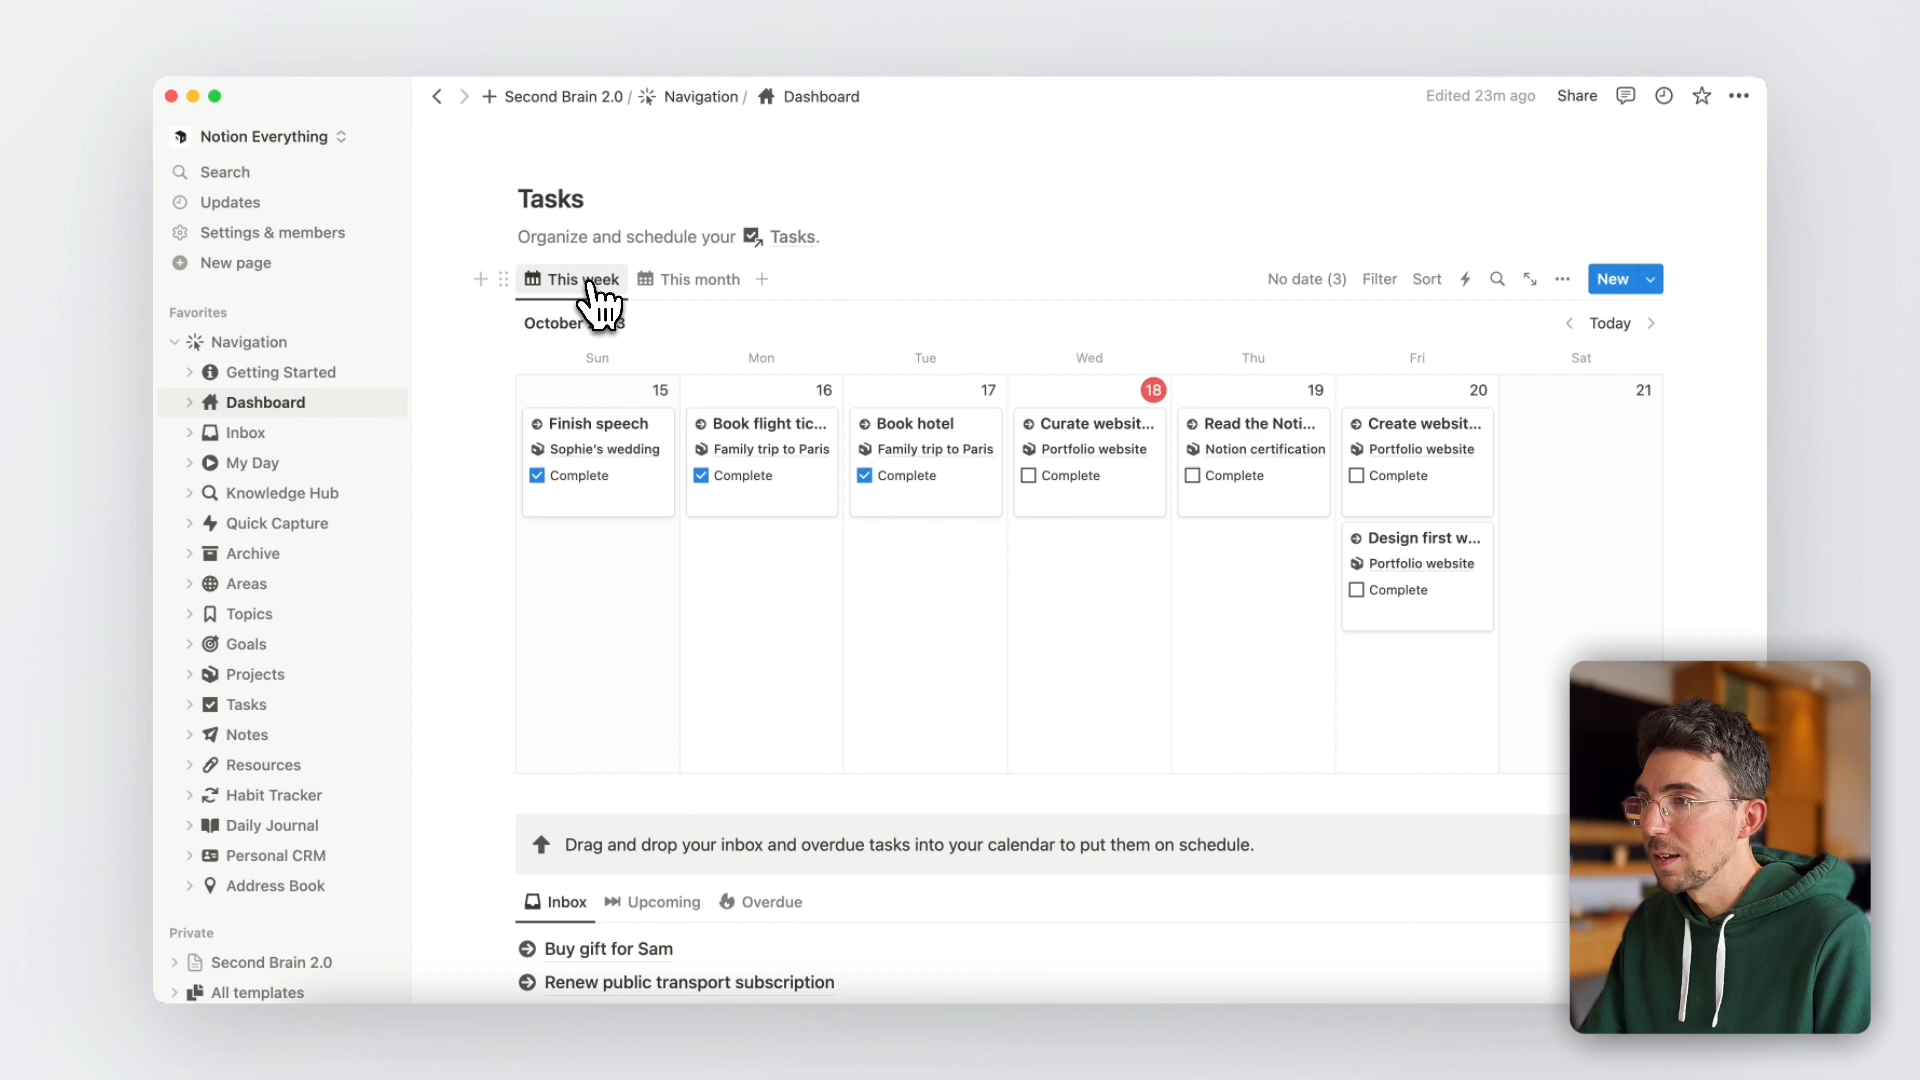 Second Brain 2.0 / Navigation / Dashboard
Edited 23m ago Share
Notion Everything
Search
Updates
Settings & members
New page
Favorites
Navigation
Getting Started
Dashboard
Inbox
My Day
Knowledge Hub
Quick Capture
Archive
Areas
Topics
Goals
Projects
Tasks
Notes
Resources
Habit Tracker
Daily Journal
Personal CRM
Address Book
Private
Second Brain 2.0
All templates
Tasks
Organize and schedule your Tasks.
This week This month
No date (3) Filter Sort New
October 3
Today
Sun Mon Tue Wed Thu Fri Sat
15 16 17 18 19 20 21
Finish speech
Sophie's wedding
Complete
Book flight tic...
Family trip to Paris
Complete
Book hotel
Family trip to Paris
Complete
Curate websit...
Portfolio website
Complete
Read the Noti...
Notion certification
Complete
Create websit...
Portfolio website
Complete
Design first w...
Portfolio website
Complete
Drag and drop your inbox and overdue tasks into your calendar to put them on schedule.
Inbox Upcoming Overdue
Buy gift for Sam
Renew public transport subscription